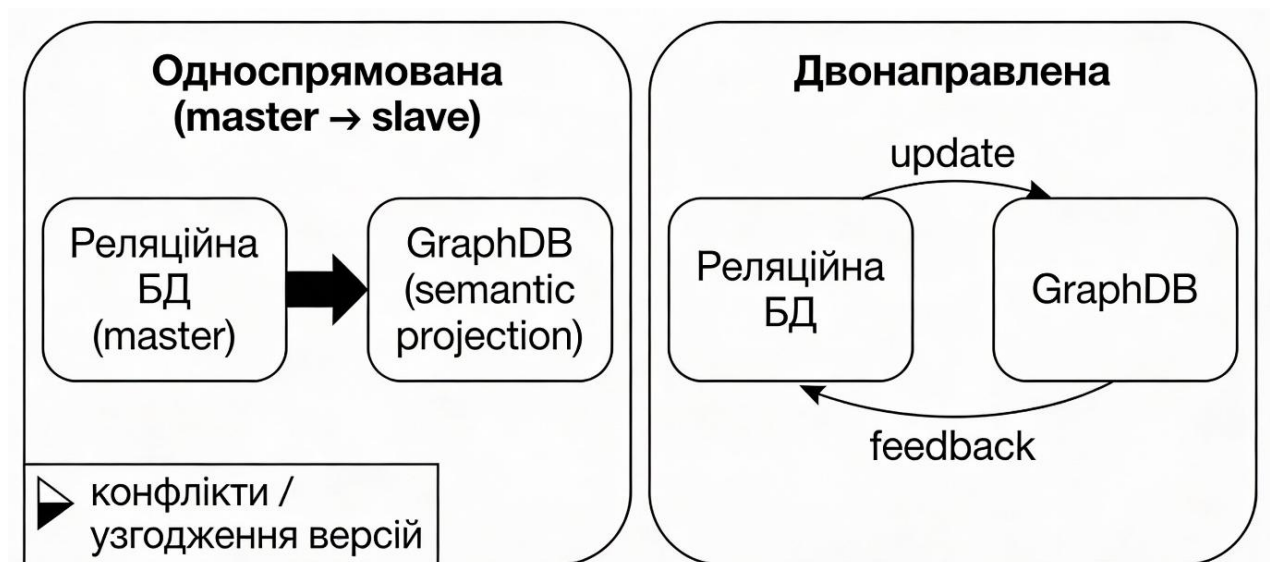 Односпрямована
(master → slave)
Реляційна
БД
(master)
GraphDB
(semantic
projection)
конфлікти /
узгодження версій
Двонаправлена
update
Реляційна
БД
GraphDB
feedback